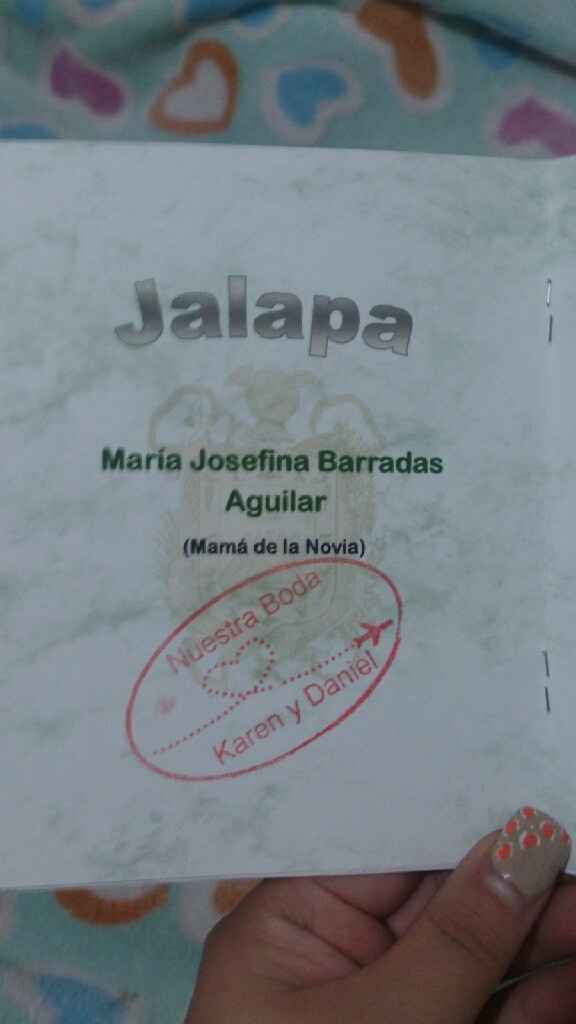 Jalapa
María Josefina Barradas
Aguilar
(Mamá de la Novia)
Nuestra Boda
Karen y Daniel